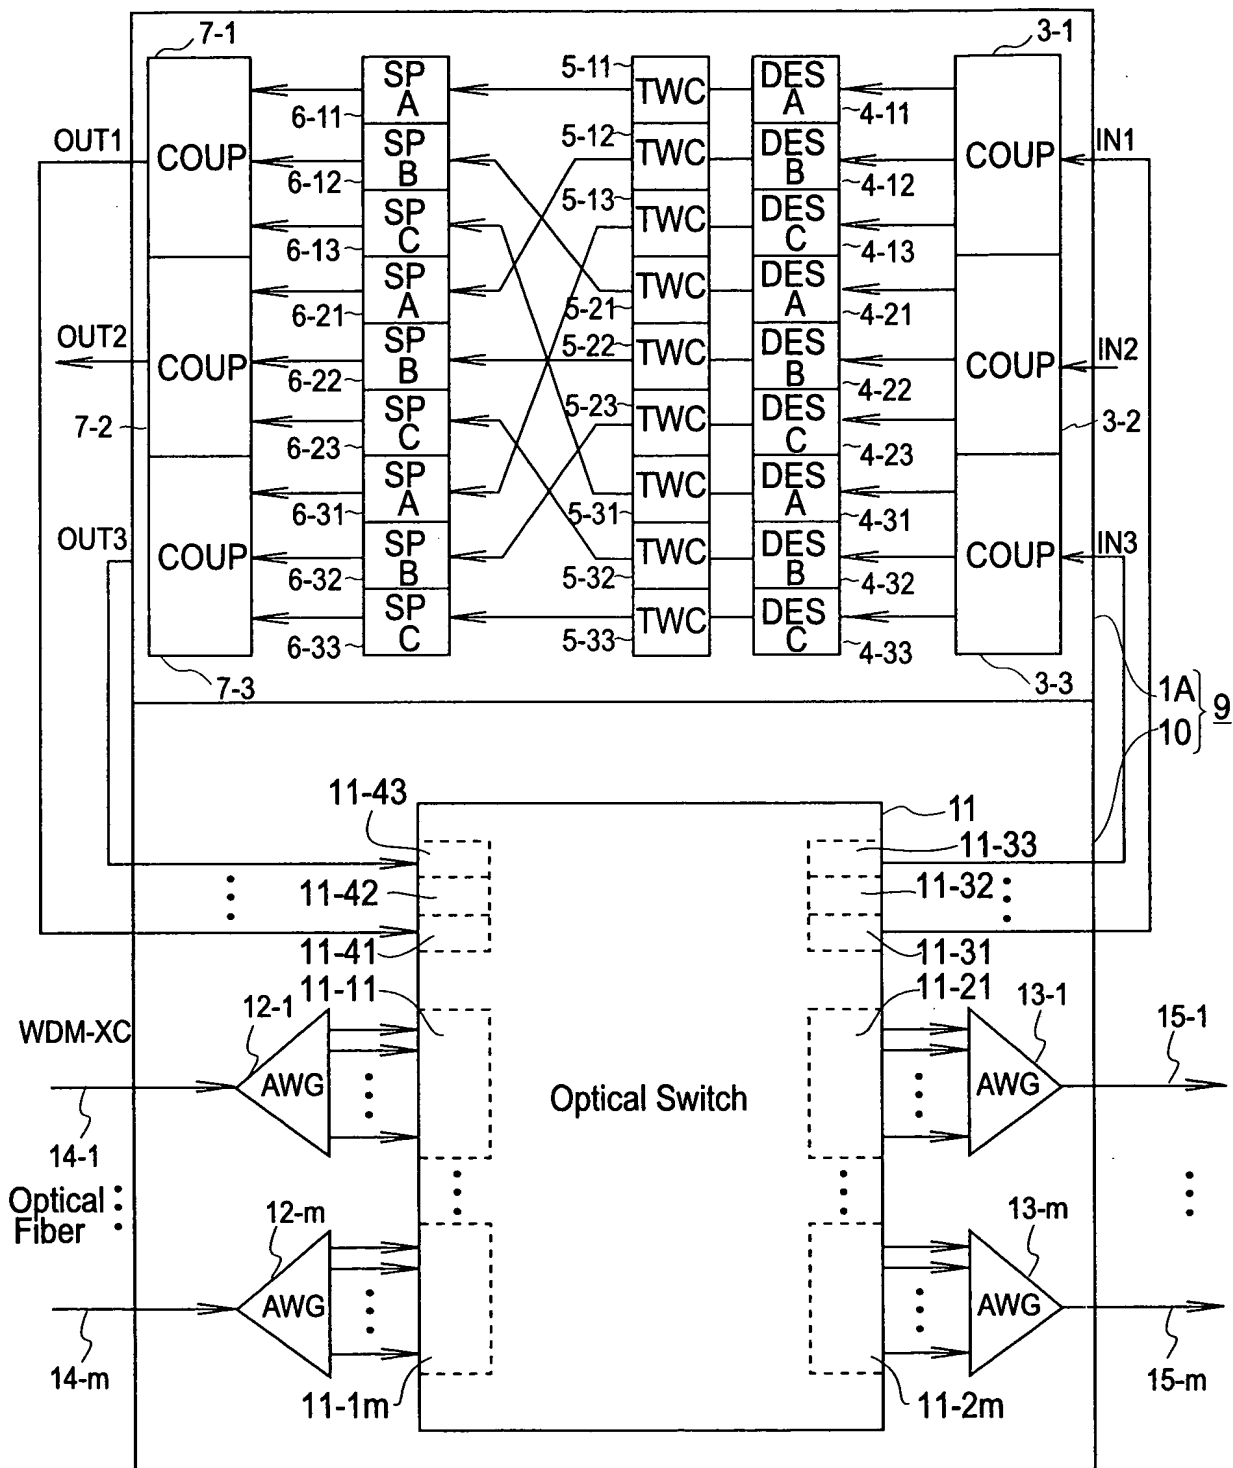 7-1
3-1
SP A
5-11
TWC
DES A
6-11
4-11
OUT1
COUP
SP B
5-12
TWC
DES B
COUP
IN1
6-12
4-12
SP C
5-13
TWC
DES C
6-13
4-13
SP A
TWC
DES A
6-21
5-21
4-21
OUT2
COUP
SP B
5-22
TWC
DES B
COUP
IN2
6-22
4-22
7-2
SP C
5-23
TWC
DES C
3-2
6-23
4-23
SP A
TWC
DES A
6-31
5-31
4-31
OUT3
COUP
SP B
TWC
DES B
COUP
IN3
6-32
5-32
4-32
SP C
TWC
DES C
6-33
5-33
4-33
7-3
3-3
1A
9
10
11-43
11
11-33
11-42
11-32
11-41
11-31
11-11
11-21
WDM-XC
12-1
13-1
15-1
AWG
Optical Switch
AWG
14-1
Optical
Fiber
12-m
13-m
AWG
AWG
14-m
15-m
11-1m
11-2m